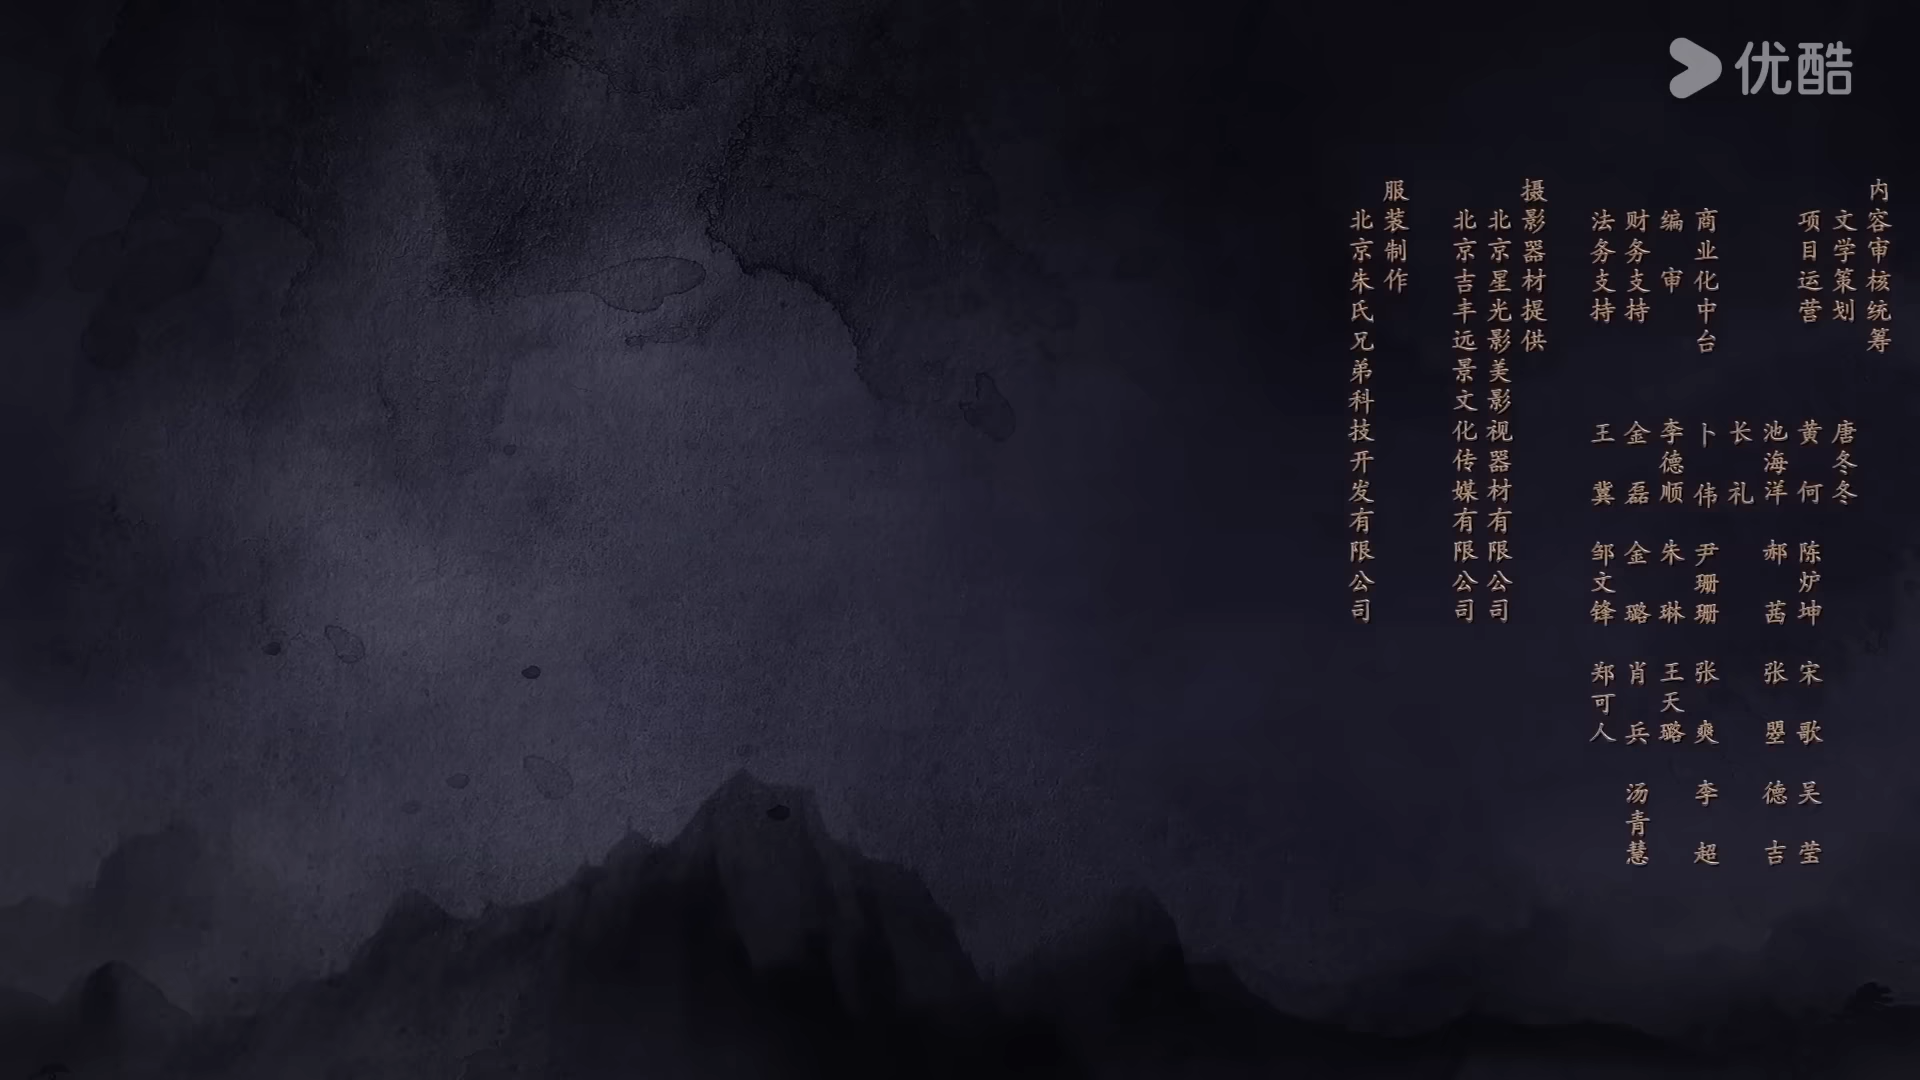 优酷
内容审核统筹
文学策划 唐冬冬
项目运营 黄何 陈炉坤 宋歌 吴莹
池海洋 郝茜 张曌 德吉
长礼
商业化中台 卜伟 尹珊珊 张爽 李超
编审 李德顺 朱琳 王天璐
财务支持 金磊 金璐 肖兵 汤青慧
法务支持 王冀 邹文锋 郑可人
摄影器材提供
北京星光影美影视器材有限公司
北京吉丰远景文化传媒有限公司
服装制作
北京朱氏兄弟科技开发有限公司